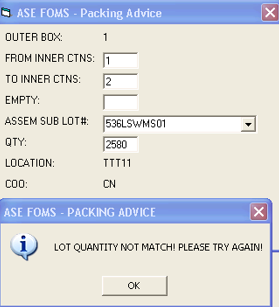 ASE FOMS - Packing Advice
OUTER BOX: 1
FROM INNER CTNS: 1
TO INNER CTNS: 2
EMPTY:
ASSEM SUB LOT#: 536LSWMS01
QTY: 2580
LOCATION: TTT11
COO: CN
ASE FOMS - PACKING ADVICE
LOT QUANTITY NOT MATCH! PLEASE TRY AGAIN!
OK